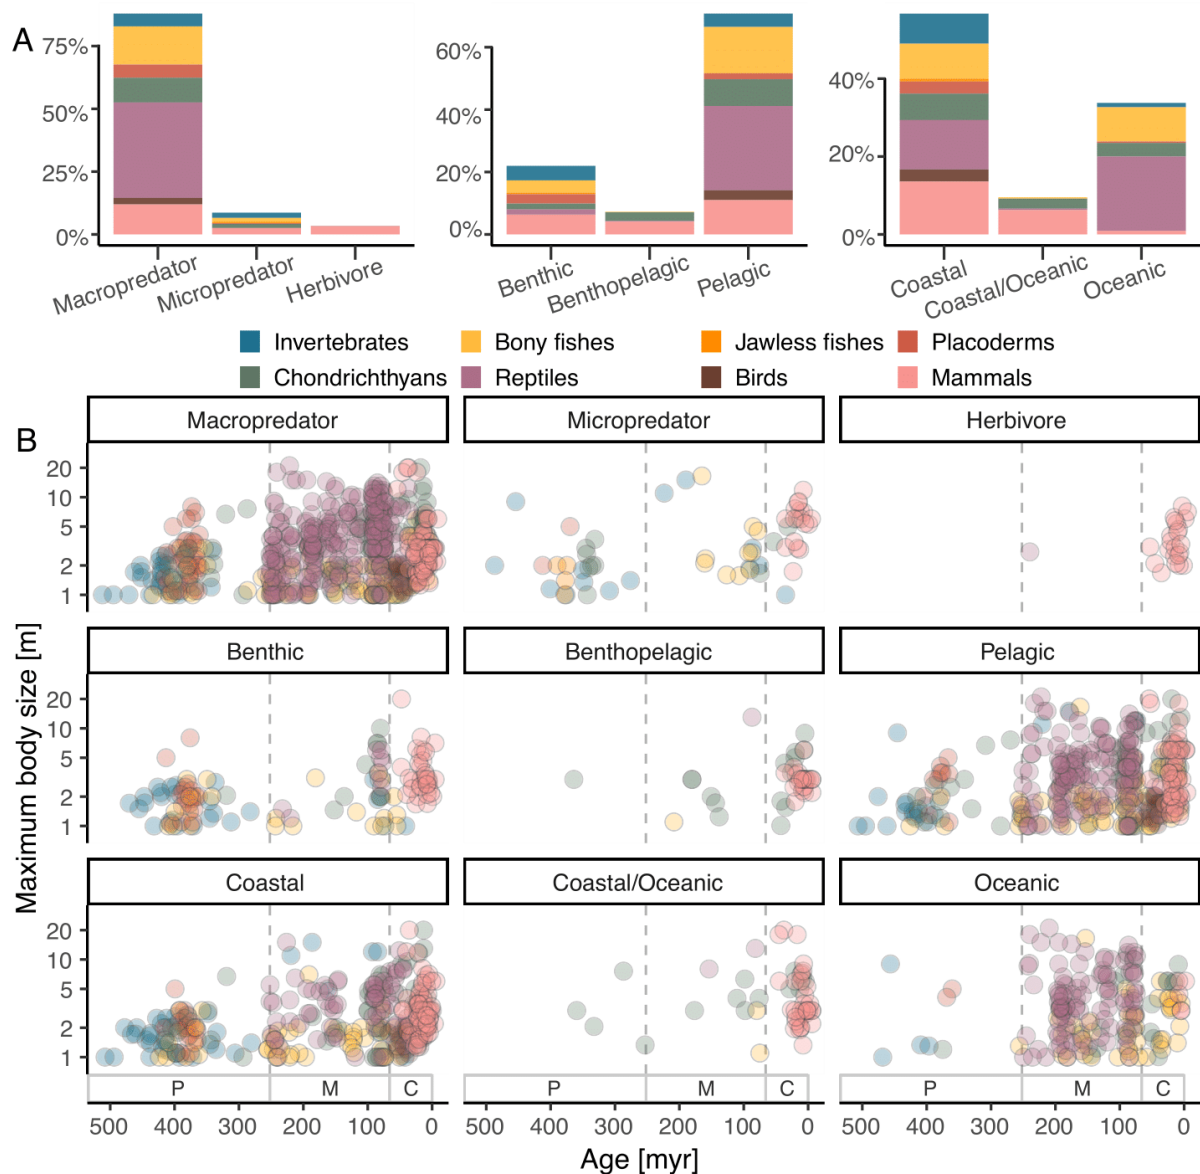 A
75%
50%
25%
0%
Macropredator
Micropredator
Herbivore
60%
40%
20%
0%
Benthic
Benthopelagic
Pelagic
40%
20%
0%
Coastal
Coastal/Oceanic
Oceanic
Invertebrates Bony fishes Jawless fishes Placoderms
Chondrichthyans Reptiles Birds Mammals
B
Maximum body size [m]
Macropredator Micropredator Herbivore
20
10
5
2
1
Benthic Benthopelagic Pelagic
20
10
5
2
1
Coastal Coastal/Oceanic Oceanic
20
10
5
2
1
P M C P M C P M C
500 400 300 200 100 0 500 400 300 200 100 0 500 400 300 200 100 0
Age [myr]